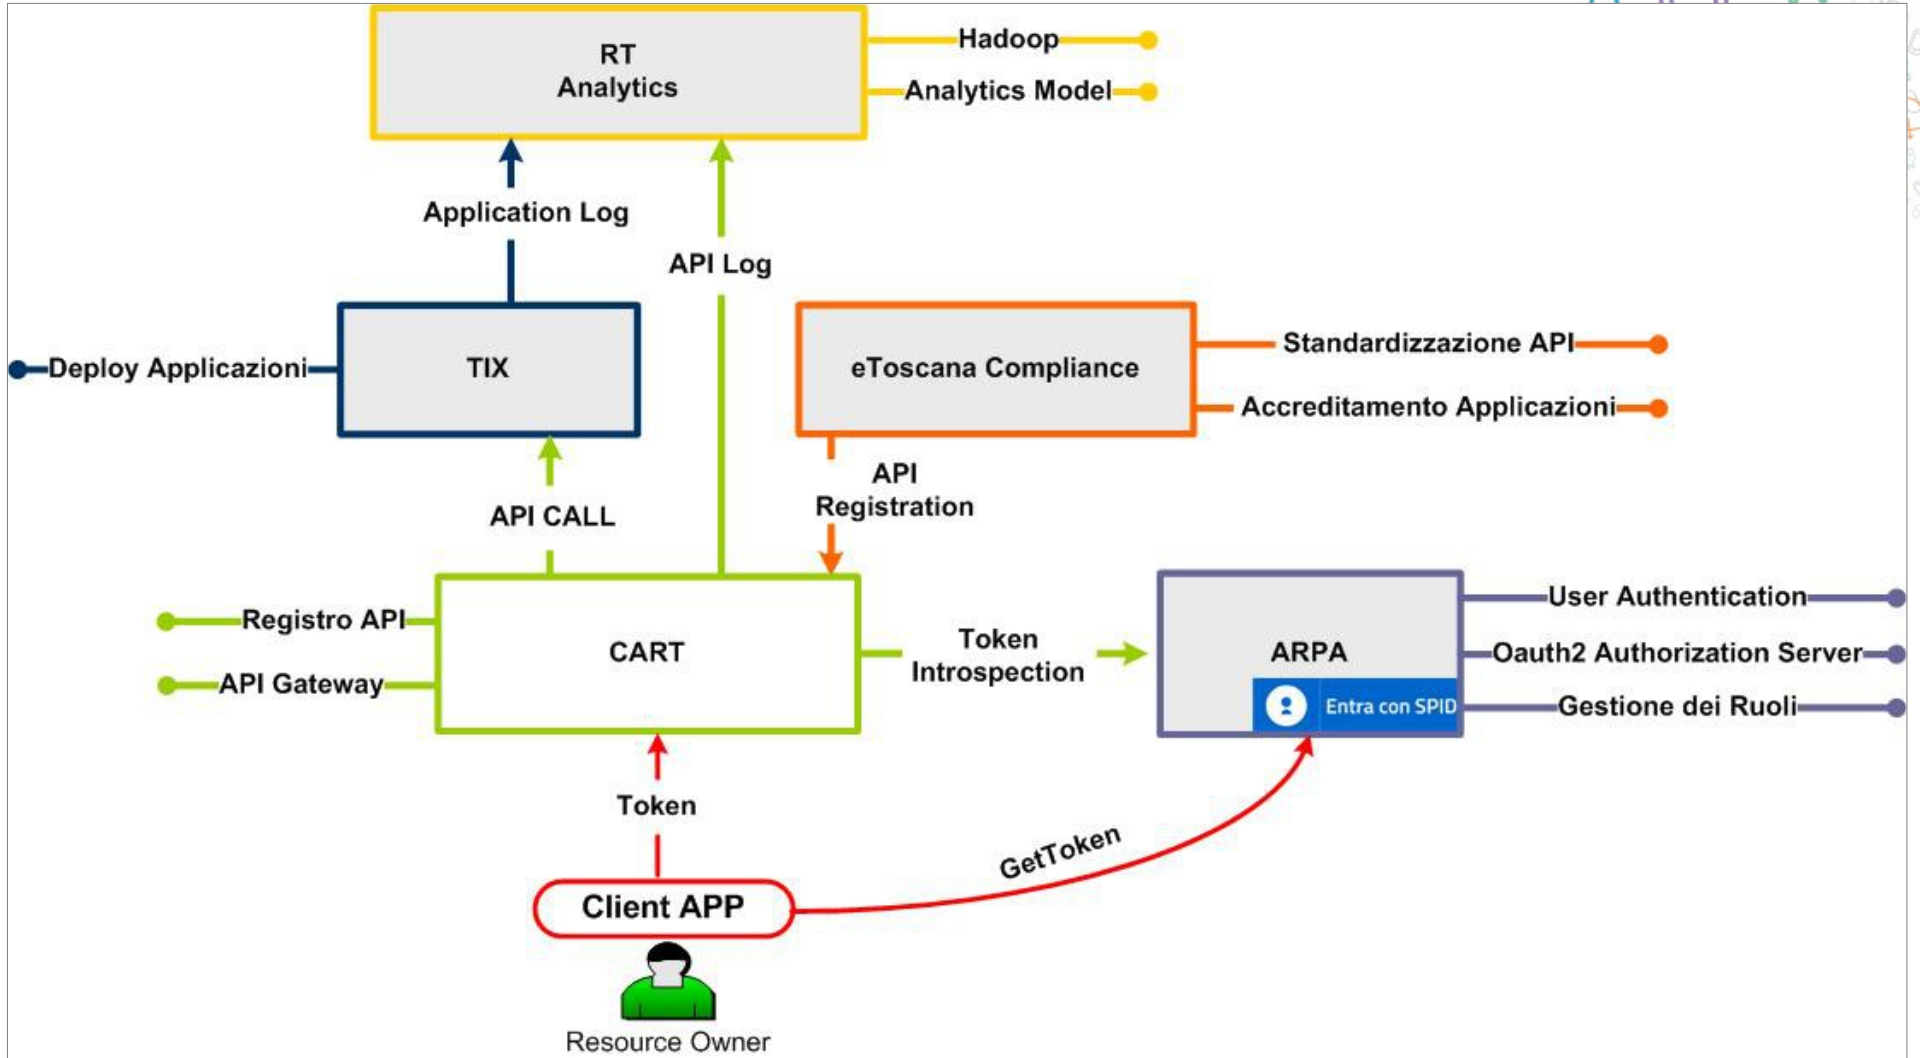 RT
Analytics
Hadoop
Analytics Model
Application Log
API Log
Deploy Applicazioni
TIX
eToscana Compliance
Standardizzazione API
Accreditamento Applicazioni
API CALL
API
Registration
Registro API
API Gateway
CART
Token
Introspection
ARPA
Entra con SPID
User Authentication
Oauth2 Authorization Server
Gestione dei Ruoli
Token
GetToken
Client APP
Resource Owner